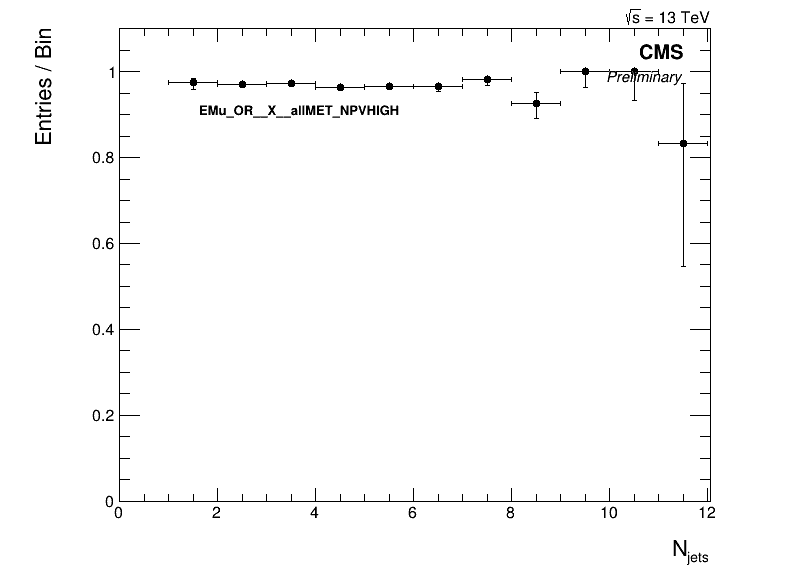 √s = 13 TeV
CMS
Preliminary
EMu_OR__X__allMET_NPVHIGH
Entries / Bin
1
0.8
0.6
0.4
0.2
0
0 2 4 6 8 10 12
N_jets